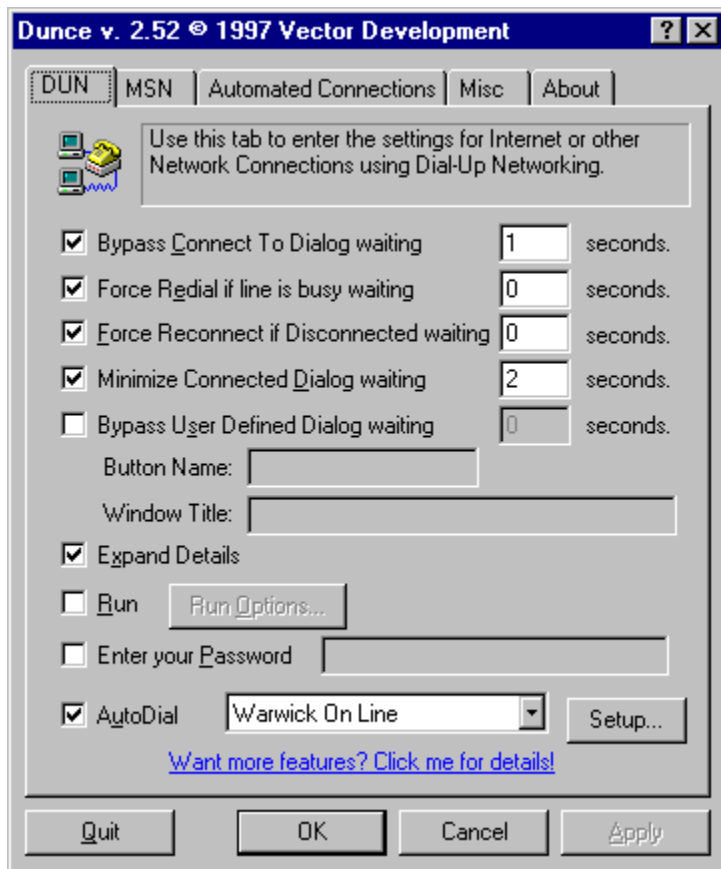 Dunce v. 2.52 © 1997 Vector Development
DUN MSN Automated Connections Misc About
Use this tab to enter the settings for Internet or other
Network Connections using Dial-Up Networking.
Bypass Connect To Dialog waiting 1 seconds.
Force Redial if line is busy waiting 0 seconds.
Force Reconnect if Disconnected waiting 0 seconds.
Minimize Connected Dialog waiting 2 seconds.
Bypass User Defined Dialog waiting 0 seconds.
Button Name:
Window Title:
Expand Details
Run Run Options...
Enter your Password
AutoDial Warwick On Line Setup...
Want more features? Click me for details!
Quit OK Cancel Apply